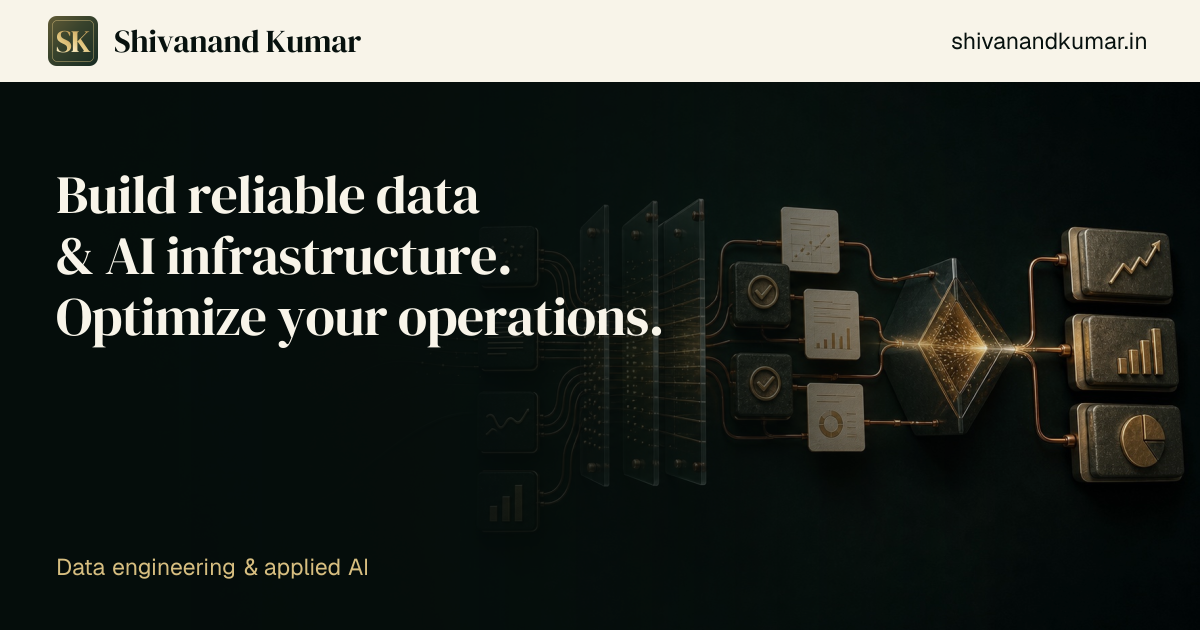 SK
Shivanand Kumar
shivanandkumar.in
Build reliable data
& AI infrastructure.
Optimize your operations.
Data engineering & applied AI